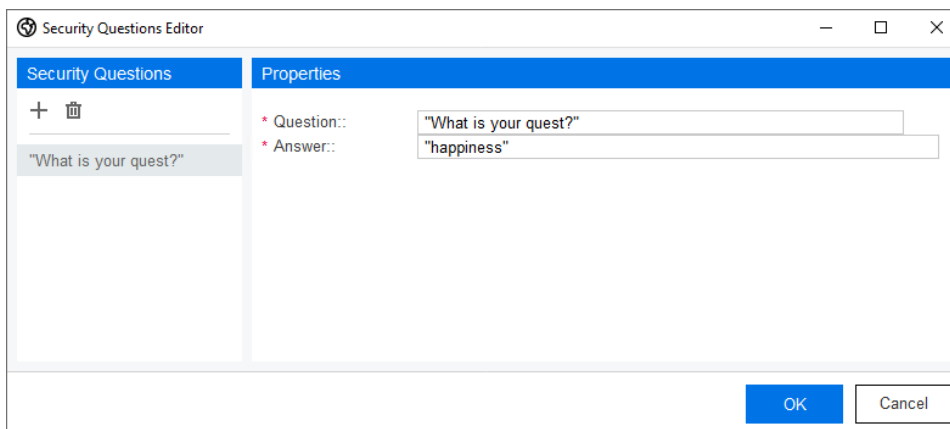 Security Questions Editor
Security Questions
Properties
* Question::
"What is your quest?"
* Answer::
"happiness"
"What is your quest?"
OK
Cancel